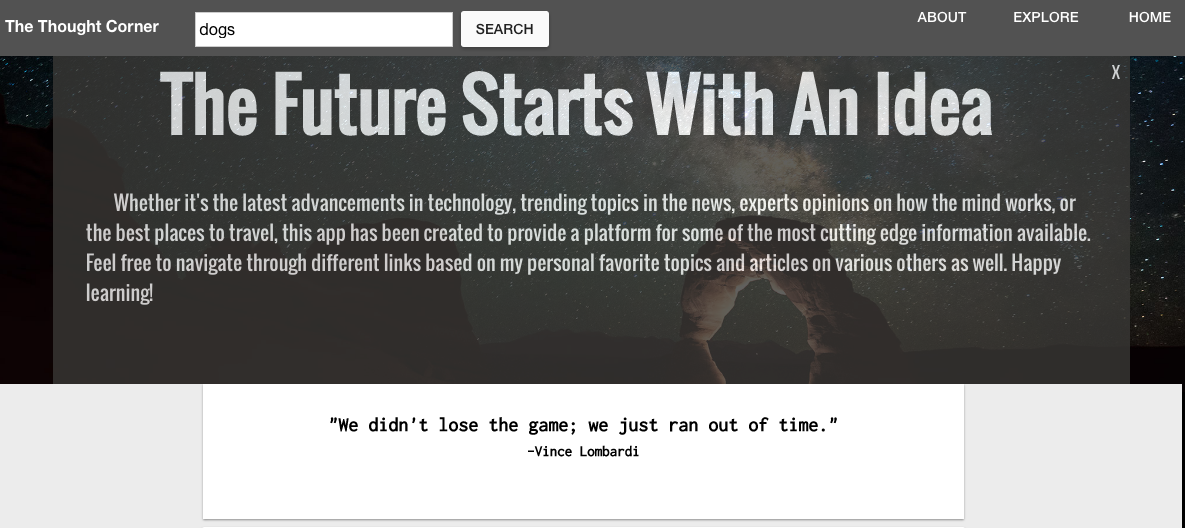 The Thought Corner
dogs
SEARCH
ABOUT
EXPLORE
HOME
X
The Future Starts With An Idea
Whether it's the latest advancements in technology, trending topics in the news, experts opinions on how the mind works, or
the best places to travel, this app has been created to provide a platform for some of the most cutting edge information available.
Feel free to navigate through different links based on my personal favorite topics and articles on various others as well. Happy
learning!
"We didn't lose the game; we just ran out of time."
-Vince Lombardi